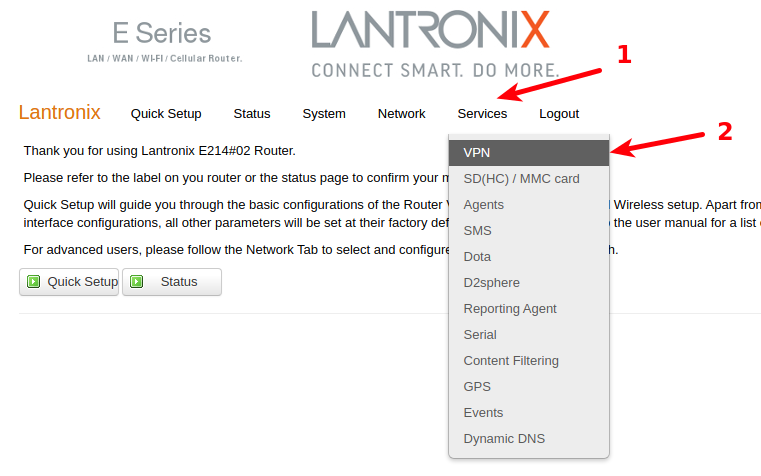 E Series
LAN / WAN / WI-FI / Cellular Router.
LANTRONIX
CONNECT SMART. DO MORE.
1
Lantronix Quick Setup Status System Network Services Logout
2
Thank you for using Lantronix E214#02 Router.
Please refer to the label on you router or the status page to confirm your m
Quick Setup will guide you through the basic configurations of the Router V Wireless setup. Apart from
interface configurations, all other parameters will be set at their factory def the user manual for a list
For advanced users, please follow the Network Tab to select and configure h.
Quick Setup Status
VPN
SD(HC) / MMC card
Agents
SMS
Dota
D2sphere
Reporting Agent
Serial
Content Filtering
GPS
Events
Dynamic DNS